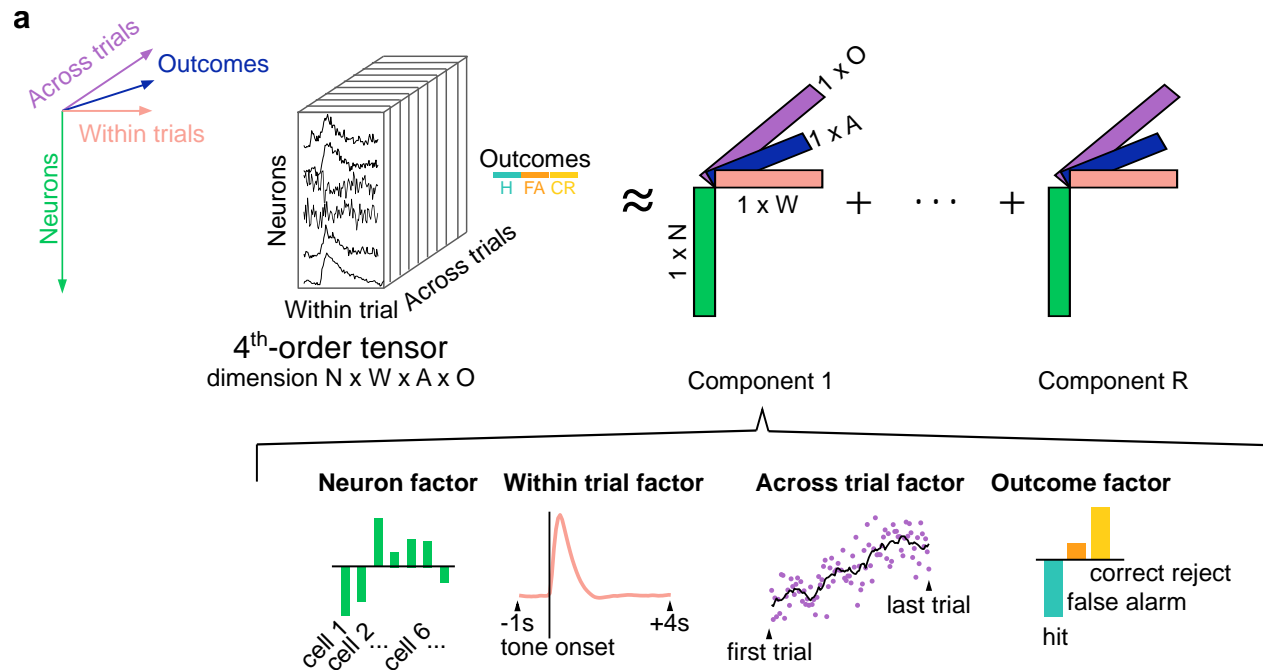 a
Across trials
Outcomes
Within trials
Neurons
Neurons
Within trial
Across trials
Outcomes
H FA CR
4th-order tensor
dimension N x W x A x O
≈
1 x O
1 x A
1 x W
1 x N
+ · · · +
Component 1
Component R
Neuron factor
cell 1
cell 2...
cell 6
...
Within trial factor
-1s
tone onset
+4s
Across trial factor
first trial
last trial
Outcome factor
correct reject
false alarm
hit